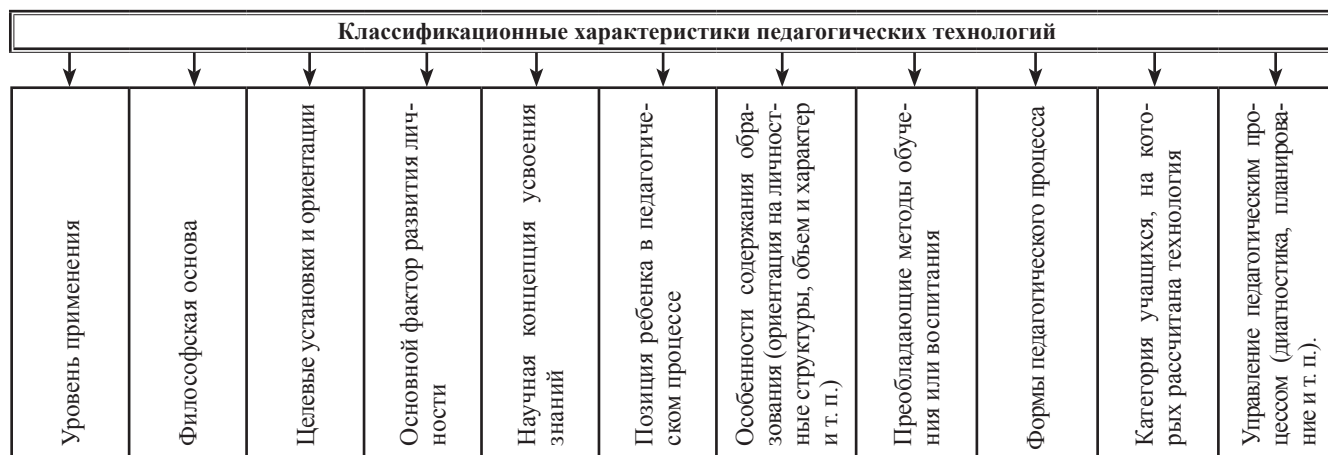 Классификационные характеристики педагогических технологий
Уровень применения
Философская основа
Целевые установки и ориентации
Основной фактор развития лич-
ности
Научная концепция усвоения
знаний
Позиция ребенка в педагогиче-
ском процессе
Особенности содержания обра-
зования (ориентация на личност-
ные структуры, объем и характер
и т. п.)
Преобладающие методы обуче-
ния или воспитания
Формы педагогического процесса
Категория учащихся, на кото-
рых рассчитана технология
Управление педагогическим про-
цессом (диагностика, планирова-
ние и т. п.).